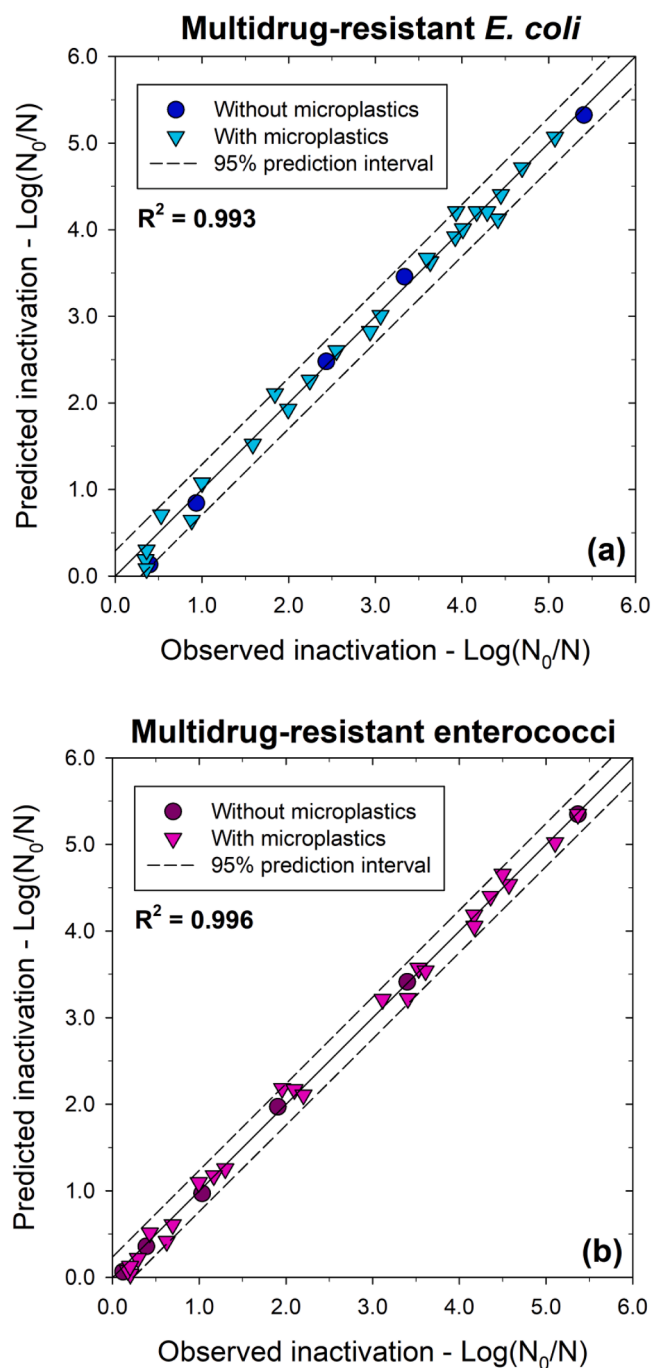 Multidrug-resistant E. coli
6.0
5.0
4.0
3.0
2.0
1.0
0.0
Predicted inactivation - Log(N₀/N)
Without microplastics
With microplastics
95% prediction interval
R² = 0.993
(a)
0.0 1.0 2.0 3.0 4.0 5.0 6.0
Observed inactivation - Log(N₀/N)
Multidrug-resistant enterococci
6.0
5.0
4.0
3.0
2.0
1.0
0.0
Predicted inactivation - Log(N₀/N)
Without microplastics
With microplastics
95% prediction interval
R² = 0.996
(b)
0.0 1.0 2.0 3.0 4.0 5.0 6.0
Observed inactivation - Log(N₀/N)